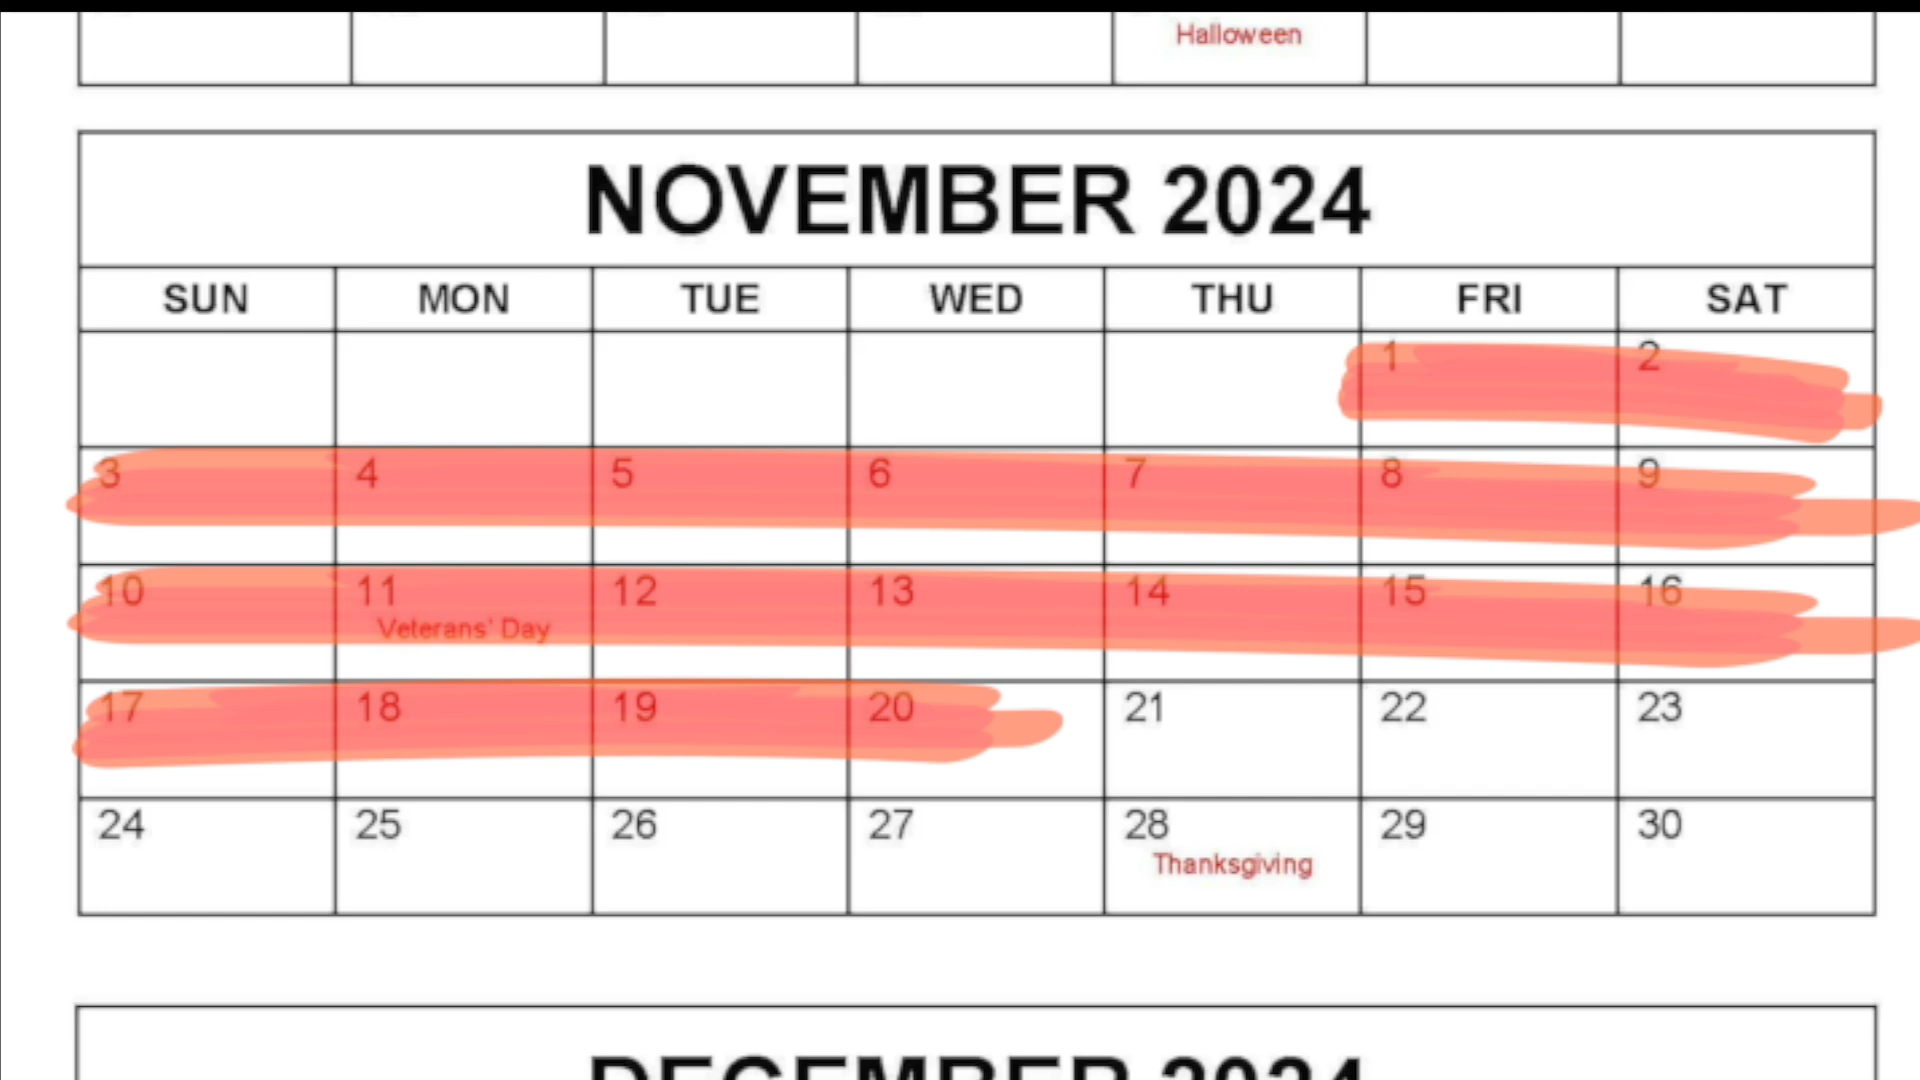 Halloween
NOVEMBER 2024
SUN MON TUE WED THU FRI SAT
1 2
3 4 5 6 7 8 9
10 11 12 13 14 15 16
Veterans' Day
17 18 19 20 21 22 23
24 25 26 27 28 29 30
Thanksgiving
DECEMBER 2024